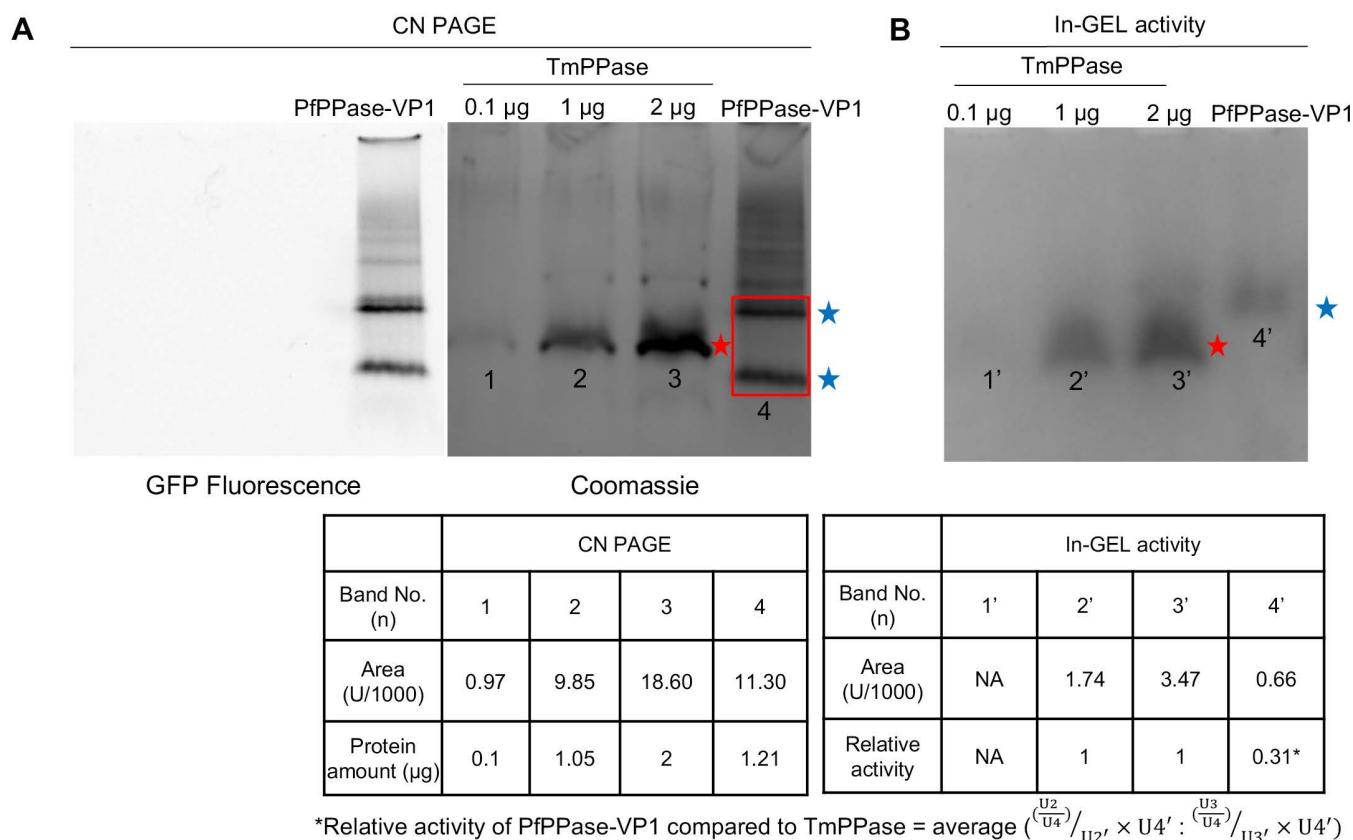 A
CN PAGE
TmPPase
PfPPase-VP1 0.1 µg 1 µg 2 µg PfPPase-VP1
1 2 3 4
GFP Fluorescence Coomassie
B
In-GEL activity
TmPPase
0.1 µg 1 µg 2 µg PfPPase-VP1
1’ 2’ 3’ 4’
CN PAGE
Band No. (n) 1 2 3 4
Area (U/1000) 0.97 9.85 18.60 11.30
Protein amount (µg) 0.1 1.05 2 1.21
In-GEL activity
Band No. (n) 1’ 2’ 3’ 4’
Area (U/1000) NA 1.74 3.47 0.66
Relative activity NA 1 1 0.31*
*Relative activity of PfPPase-VP1 compared to TmPPase = average ((U2/U4)/U2′ × U4′ : (U3/U4)/U3′ × U4′)